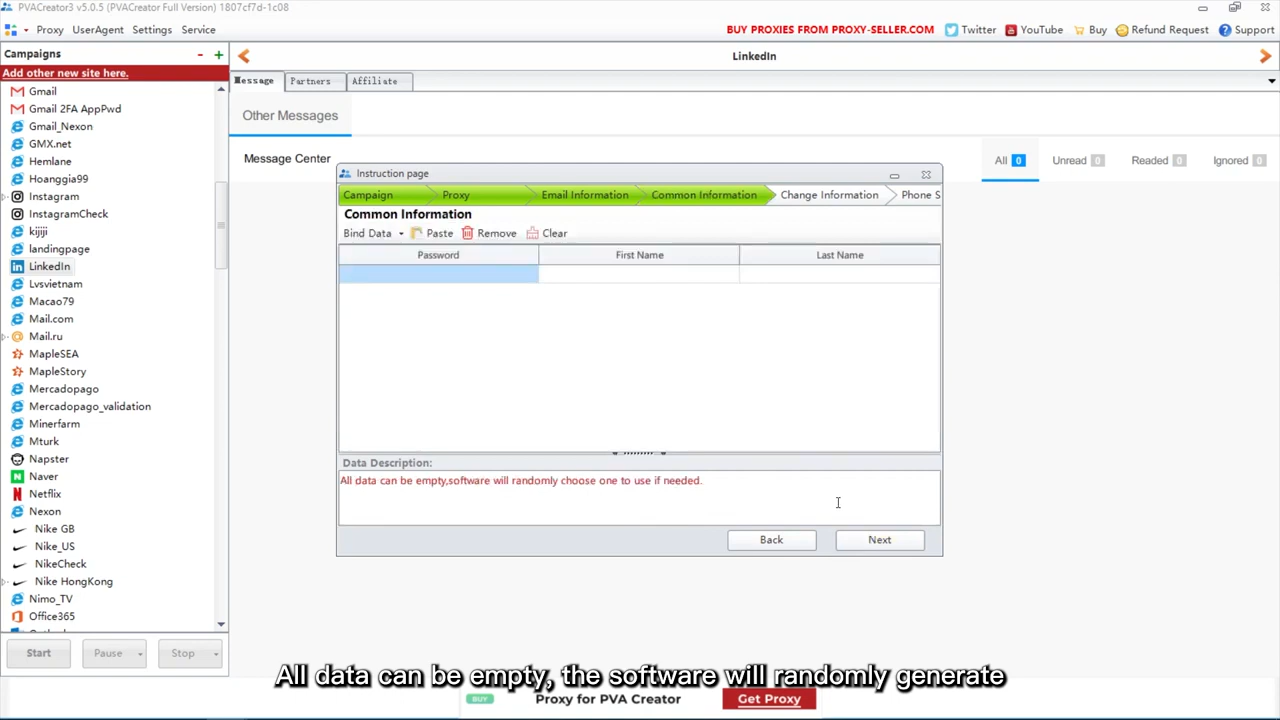 PVACreator3 v5.0.5 (PVACreator Full Version) 1807cf7d-1c08
Proxy UserAgent Settings Service
BUY PROXIES FROM PROXY-SELLER.COM Twitter YouTube Buy Refund Request Support
Campaigns - +
LinkedIn
Add other new site here.
Message Partners Affiliate
Gmail
Gmail 2FA AppPwd
Gmail_Nexon
GMX.net
Hemlane
Hoanggia99
Instagram
InstagramCheck
kijiji
landingpage
LinkedIn
Lvsvietnam
Macao79
Mail.com
Mail.ru
MapleSEA
MapleStory
Mercadopago
Mercadopago_validation
Minerfarm
Mturk
Napster
Naver
Netflix
Nexon
Nike GB
Nike_US
NikeCheck
Nike HongKong
Nimo_TV
Office365
Start Pause Stop
Other Messages
Message Center
All 0 Unread 0 Readed 0 Ignored 0
Instruction page
Campaign Proxy Email Information Common Information Change Information Phone S
Common Information
Bind Data Paste Remove Clear
Password First Name Last Name
Data Description:
All data can be empty,software will randomly choose one to use if needed.
Back Next
All data can be empty, the software will randomly generate
BUY Proxy for PVA Creator Get Proxy